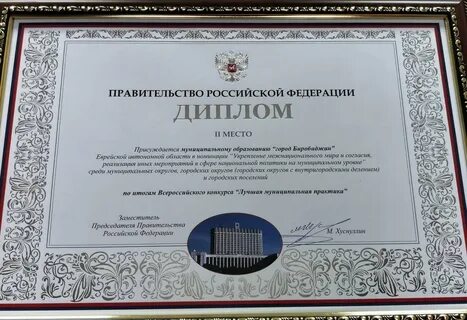 ПРАВИТЕЛЬСТВО РОССИЙСКОЙ ФЕДЕРАЦИИ
ДИПЛОМ
II МЕСТО
Присуждается муниципальному образованию "город Биробиджан"
Еврейской автономной области в номинации "Укрепление межнационального мира и согласия,
реализация иных мероприятий в сфере национальной политики на муниципальном уровне"
среди муниципальных округов, городских округов (городских округов с внутригородским делением)
и городских поселений
по итогам Всероссийского конкурса "Лучшая муниципальная практика"
Заместитель
Председателя Правительства
Российской Федерации
М. Хуснуллин